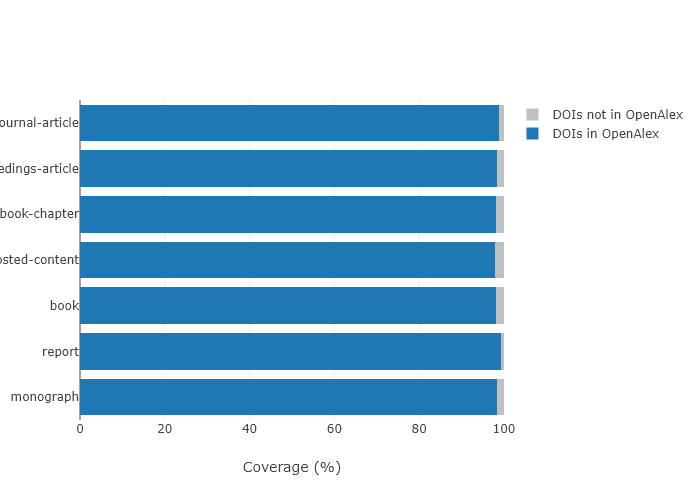 DOIs not in OpenAlex
DOIs in OpenAlex
ournal-article
edings-article
book-chapter
osted-content
book
report
monograph
0 20 40 60 80 100
Coverage (%)